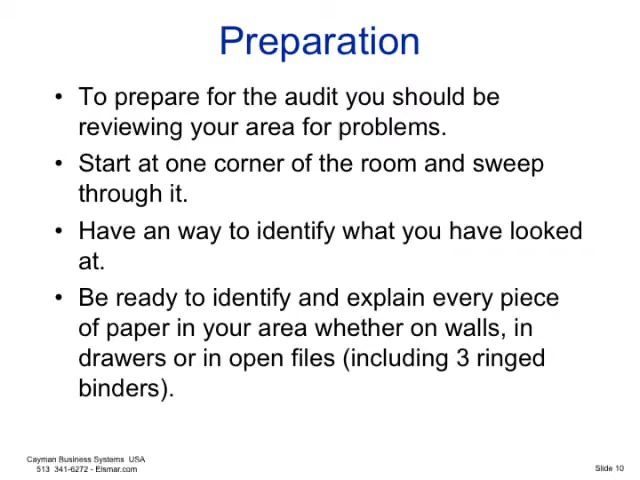 Preparation
• To prepare for the audit you should be
reviewing your area for problems.
• Start at one corner of the room and sweep
through it.
• Have an way to identify what you have looked
at.
• Be ready to identify and explain every piece
of paper in your area whether on walls, in
drawers or in open files (including 3 ringed
binders).
Cayman Business Systems USA
513 341-6272 - Elsmar.com
Slide 10